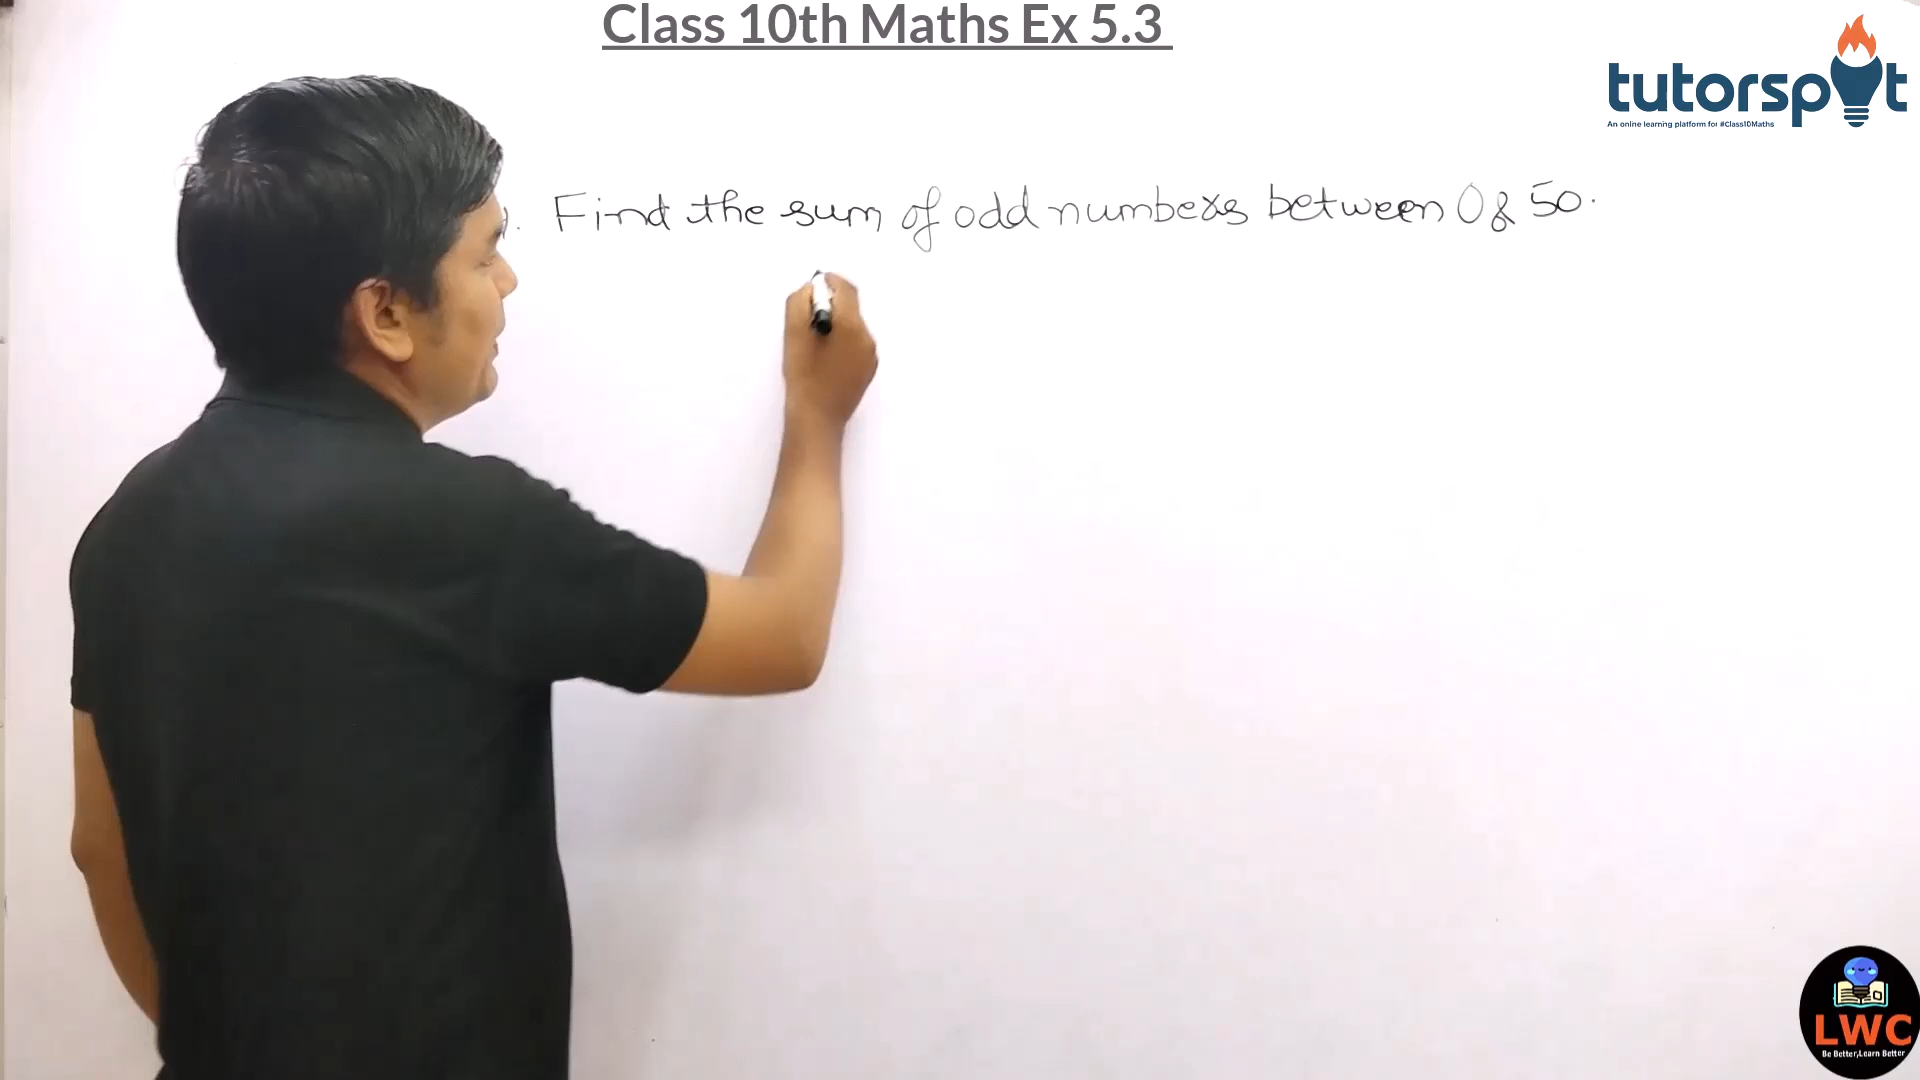 Class 10th Maths Ex 5.3
tutorspot
An online learning platform for #Class10Maths
Find the sum of odd numbers between 0 & 50.
LWC
Be Better,Learn Better